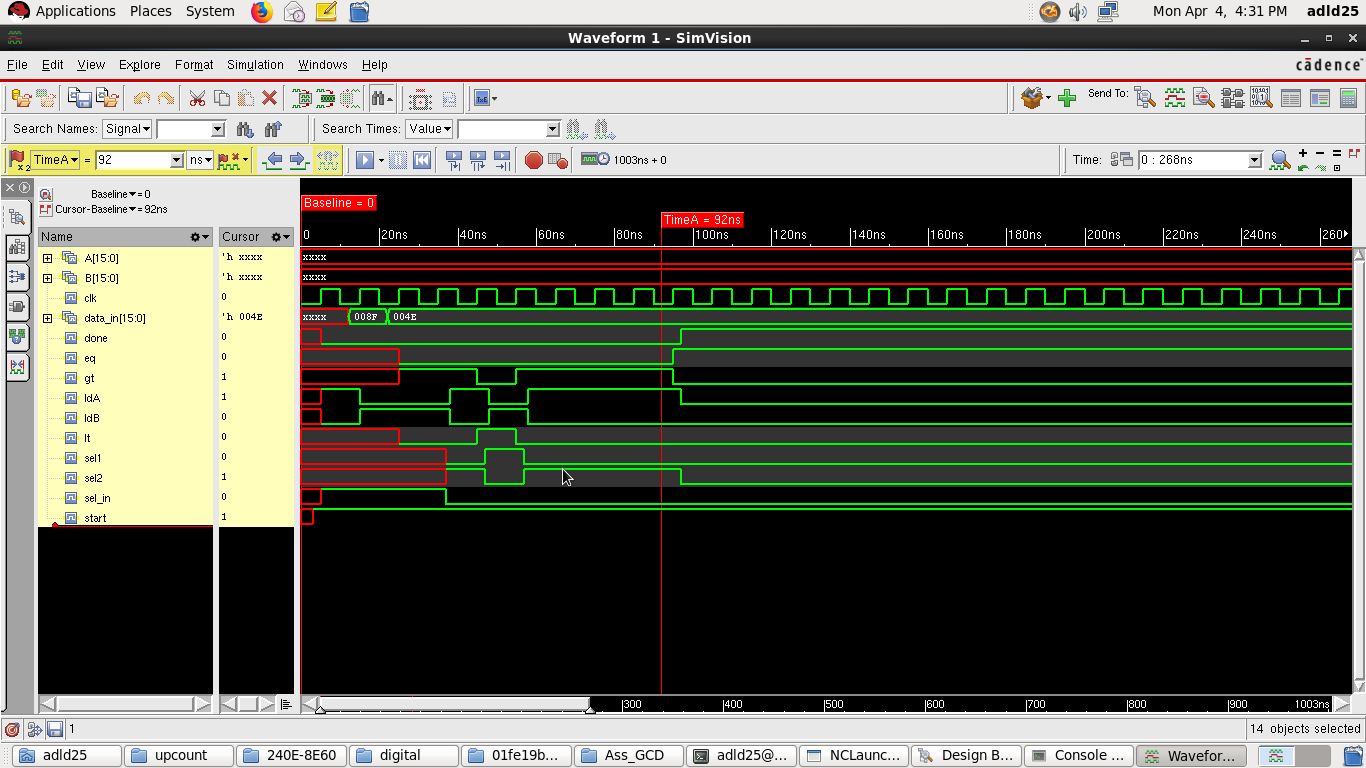 Applications Places System Mon Apr 4, 4:31 PM adld25
Waveform 1 - SimVision
File Edit View Explore Format Simulation Windows Help cādence
Send To:
Search Names: Signal Search Times: Value
x2 TimeA = 92 ns 1003ns + 0 Time: 0 : 268ns
Baseline = 0
Cursor-Baseline = 92ns
Baseline = 0
TimeA = 92ns
Name Cursor 0 20ns 40ns 60ns 80ns 100ns 120ns 140ns 160ns 180ns 200ns 220ns 240ns 260
A[15:0] 'h xxxx xxxx
B[15:0] 'h xxxx xxxx
clk 0
data_in[15:0] 'h 004E xxxx 008F 004E
done 0
eq 0
gt 1
ldA 1
ldB 0
lt 0
sel1 0
sel2 1
sel_in 0
start 1
300 400 500 600 700 800 900 1003ns
1 14 objects selected
adld25 upcount 240E-8E60 digital 01fe19b... Ass_GCD adld25@... NCLaunc... Design B... Console ... Wavefor...